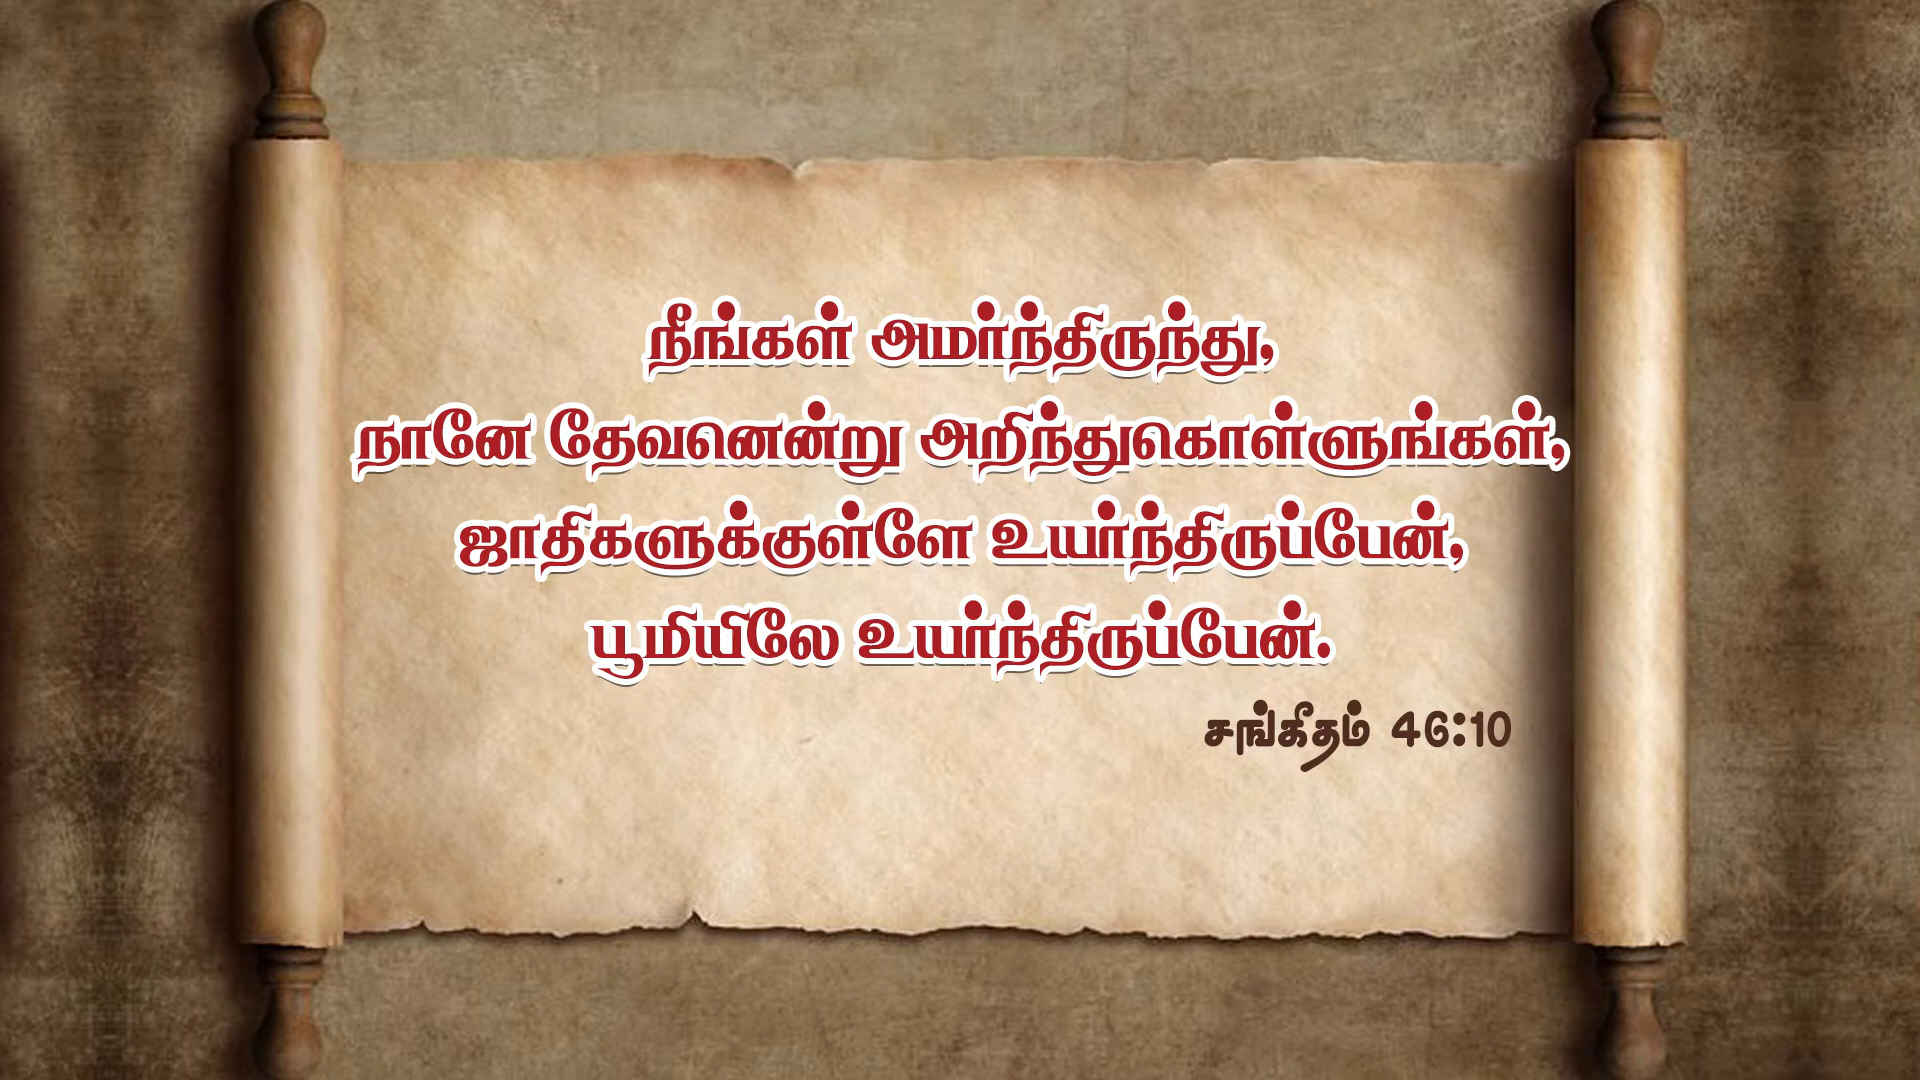 நீங்கள் அமர்ந்திருந்து,
நானே தேவனென்று அறிந்துகொள்ளுங்கள்,
ஜாதிகளுக்குள்ளே உயர்ந்திருப்பேன்,
பூமியிலே உயர்ந்திருப்பேன்.
சங்கீதம் 46:10